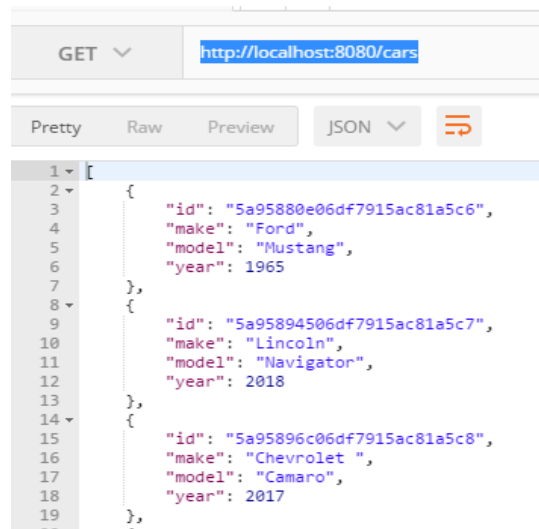 GET http://localhost:8080/cars
Pretty Raw Preview JSON
1 [
2 {
3 "id": "5a95880e06df7915ac81a5c6",
4 "make": "Ford",
5 "model": "Mustang",
6 "year": 1965
7 },
8 {
9 "id": "5a95894506df7915ac81a5c7",
10 "make": "Lincoln",
11 "model": "Navigator",
12 "year": 2018
13 },
14 {
15 "id": "5a95896c06df7915ac81a5c8",
16 "make": "Chevrolet ",
17 "model": "Camaro",
18 "year": 2017
19 },